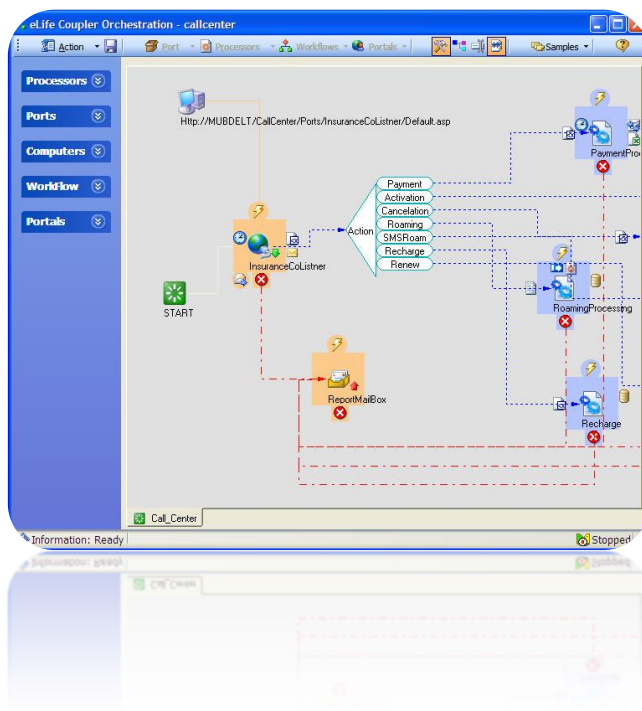 eLife Coupler Orchestration - callcenter
Action Port Processors Workflows Portals Samples
Processors
Ports
Computers
WorkFlow
Portals
Http://MUBDELT/CallCenter/Ports/InsuranceCoListner/Default.asp
PaymentPro
Payment
Activation
Cancelation
Roaming
SMSRoam
Recharge
Renew
Action
InsuranceCoListner
START
RoamingProcessing
ReportMailBox
Recharge
Call_Center
Information: Ready
Stopped